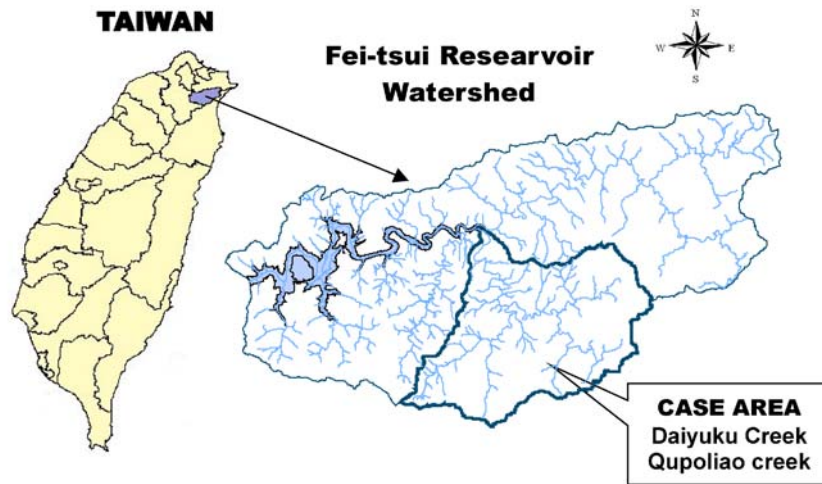 TAIWAN
Fei-tsui Researvoir
Watershed
N
W
E
S
CASE AREA
Daiyuku Creek
Qupoliao creek